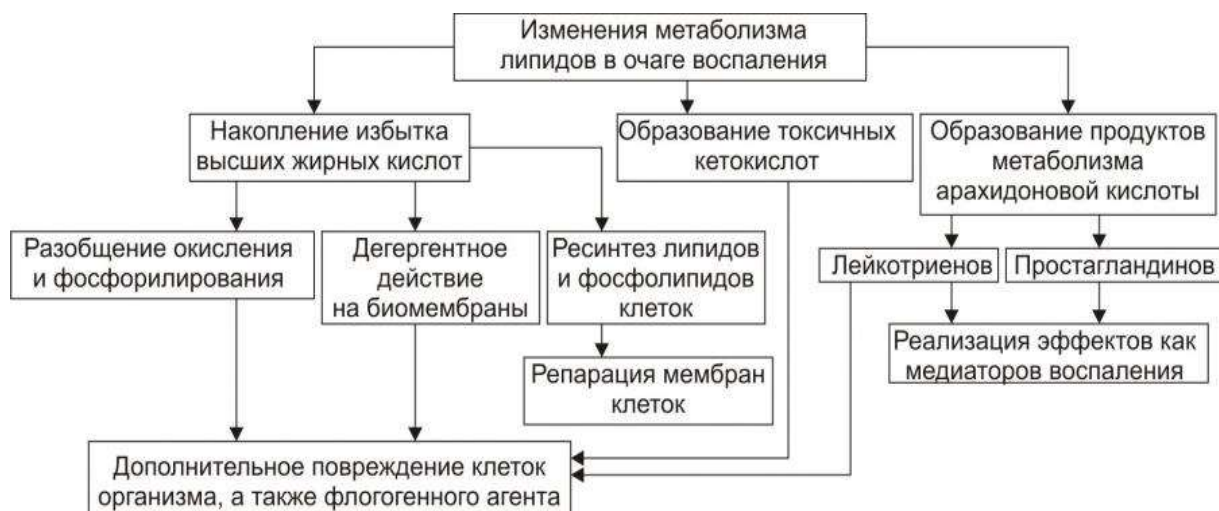 Изменения метаболизма
липидов в очаге воспаления
Накопление избытка
высших жирных кислот
Образование токсичных
кетокислот
Образование продуктов
метаболизма
арахидоновой кислоты
Разобщение окисления
и фосфорилирования
Дегергентное
действие
на биомембраны
Ресинтез липидов
и фосфолипидов
клеток
Лейкотриенов
Простагландинов
Репарация мембран
клеток
Реализация эффектов как
медиаторов воспаления
Дополнительное повреждение клеток
организма, а также флогогенного агента